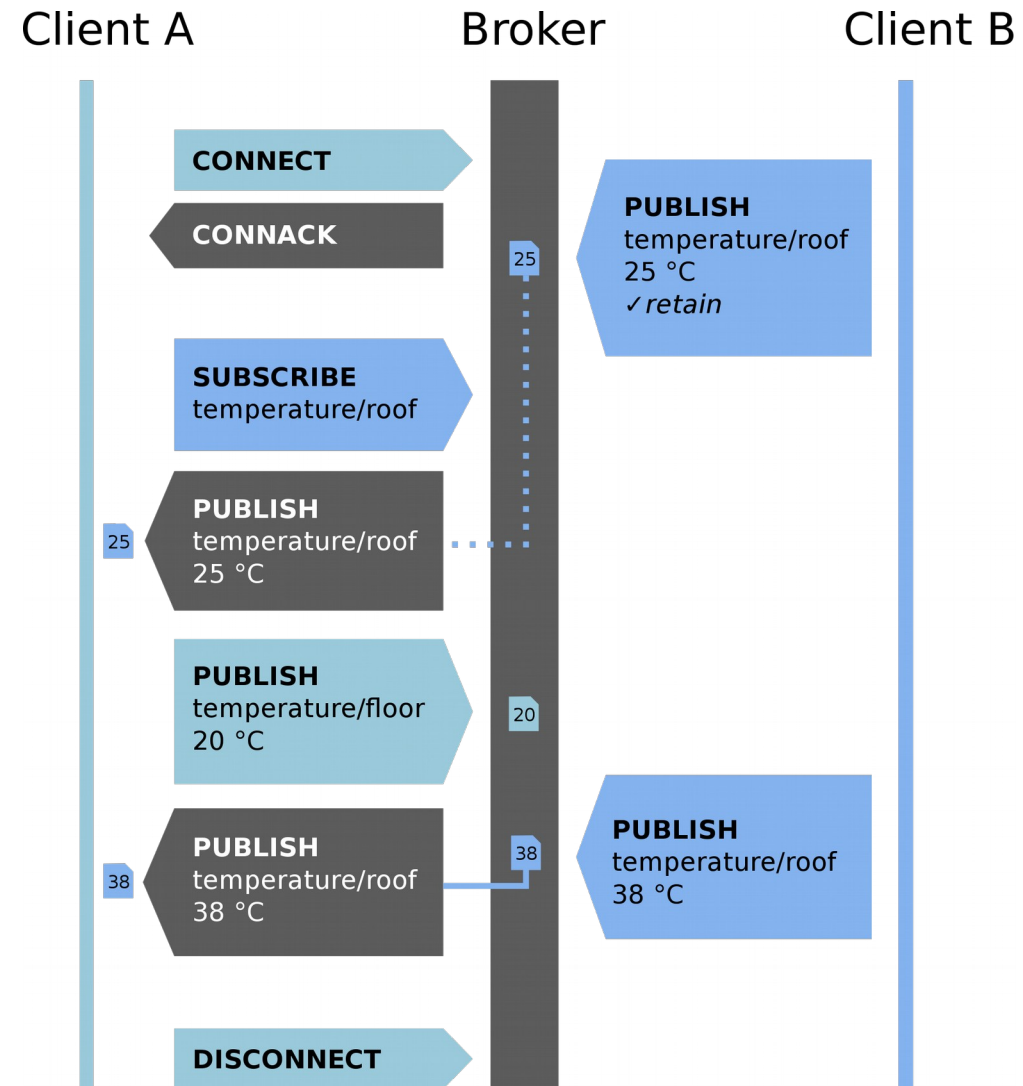 Client A
Broker
Client B
CONNECT
CONNACK
PUBLISH
temperature/roof
25 °C
✓retain
25
SUBSCRIBE
temperature/roof
PUBLISH
temperature/roof
25 °C
25
PUBLISH
temperature/floor
20 °C
20
PUBLISH
temperature/roof
38 °C
38
PUBLISH
temperature/roof
38 °C
38
DISCONNECT